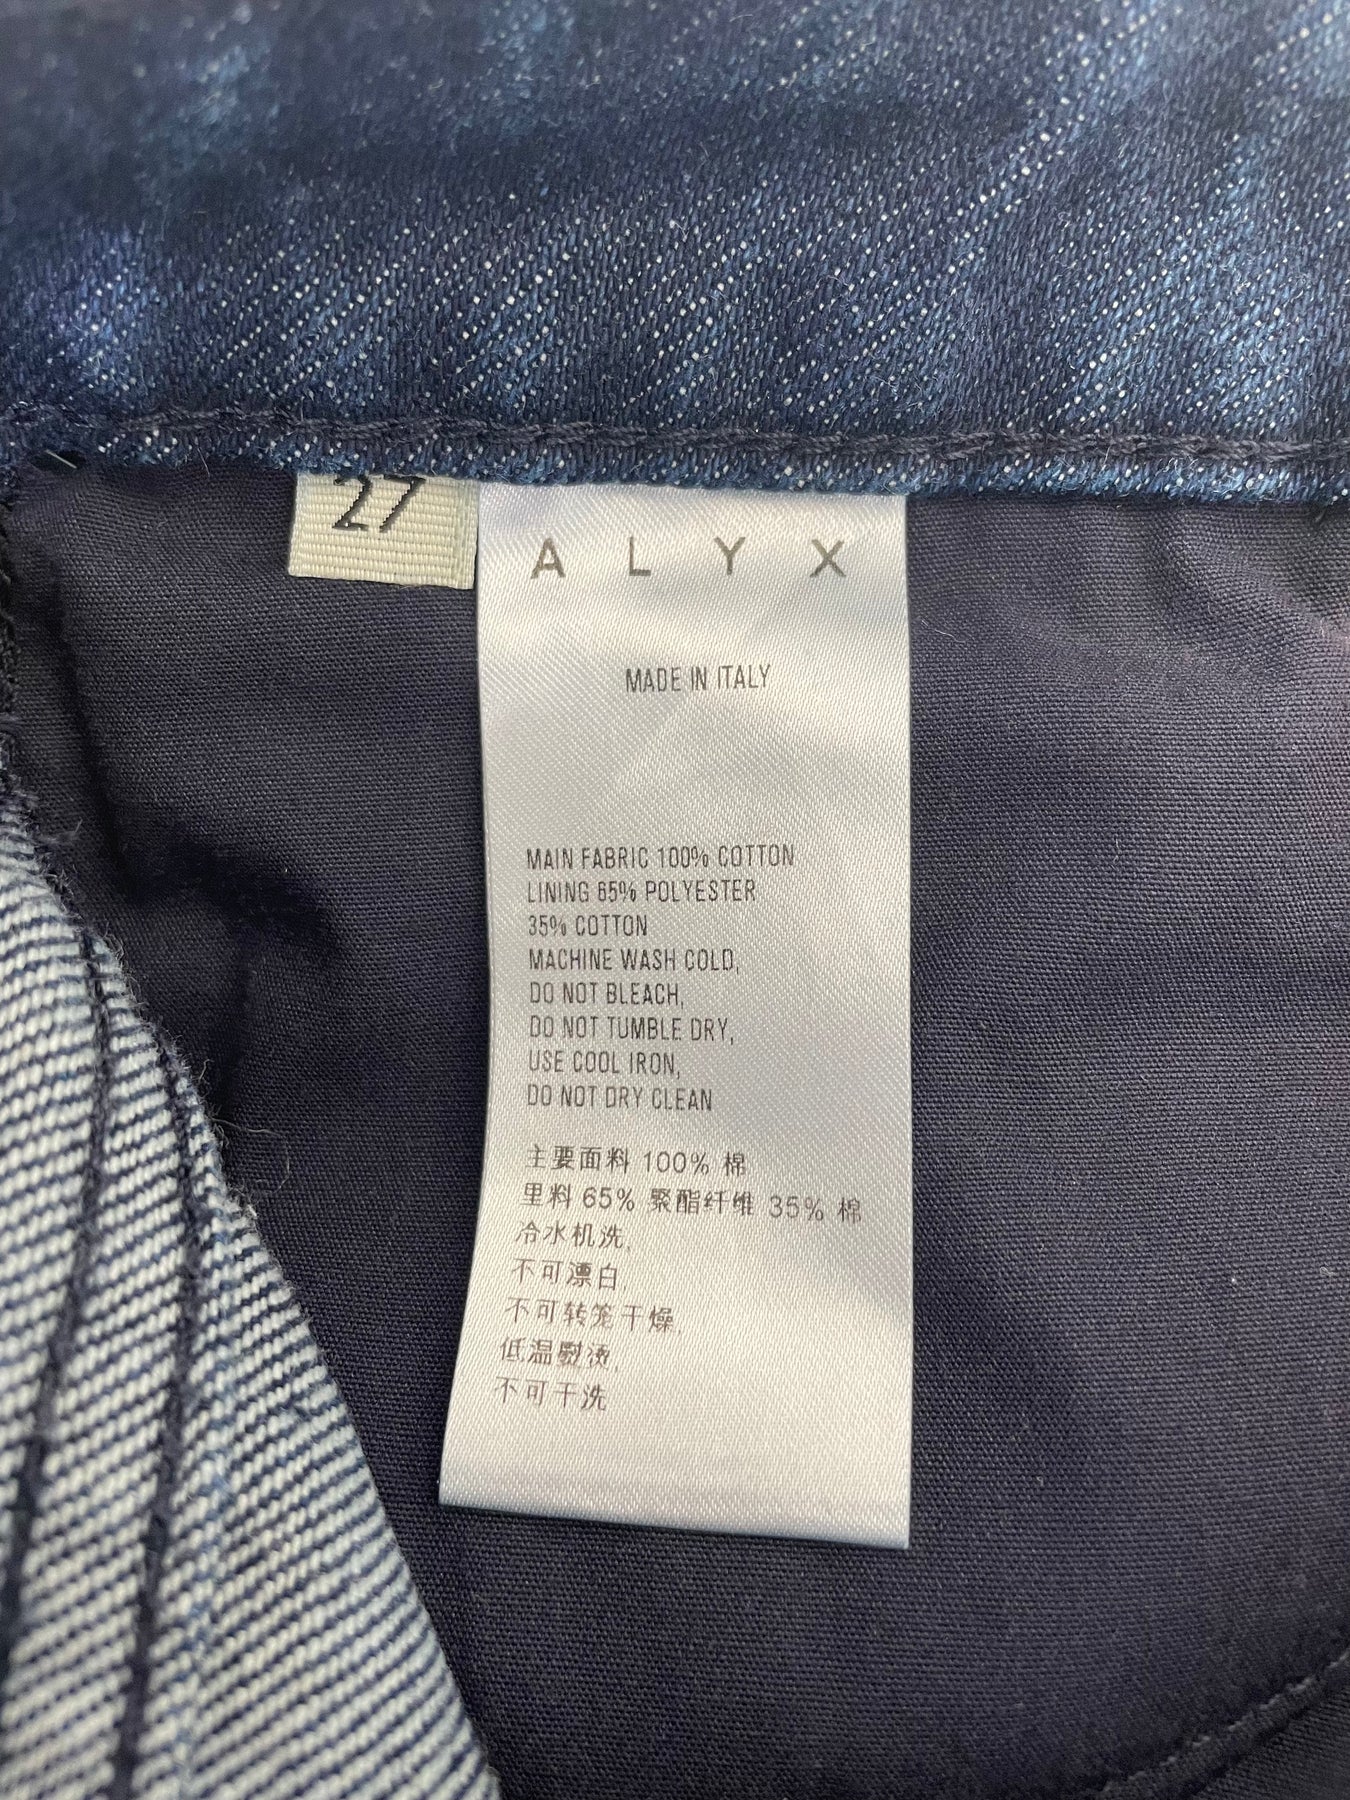 27
ALYX
MADE IN ITALY
MAIN FABRIC 100% COTTON
LINING 65% POLYESTER
35% COTTON
MACHINE WASH COLD,
DO NOT BLEACH,
DO NOT TUMBLE DRY,
USE COOL IRON,
DO NOT DRY CLEAN
主要面料 100% 棉
里料 65% 聚酯纤维 35% 棉
冷水机洗,
不可漂白,
不可转笼干燥,
低温熨烫,
不可干洗